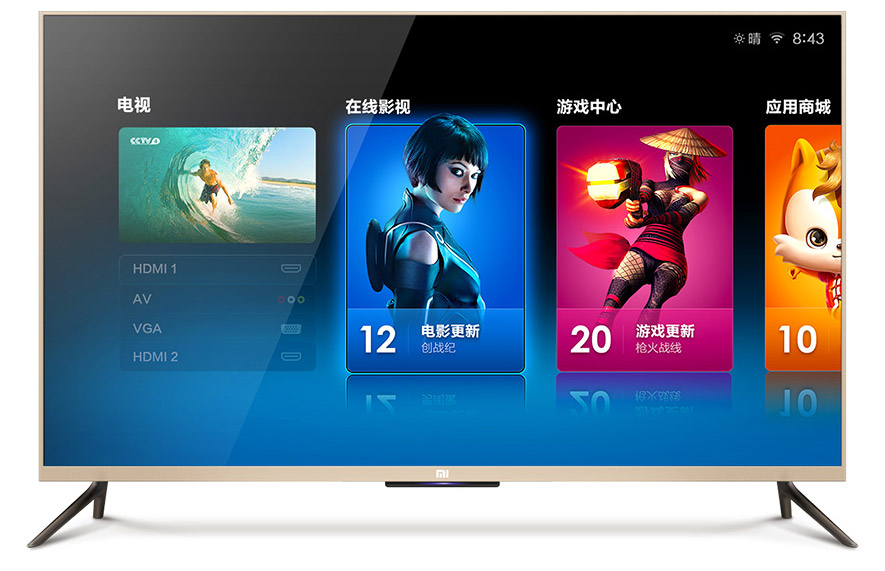 晴 8:43
电视
在线影视
游戏中心
应用商城
CCTV4
HDMI 1
AV
VGA
HDMI 2
12
电影更新
创战纪
20
游戏更新
枪火战线
10
mi